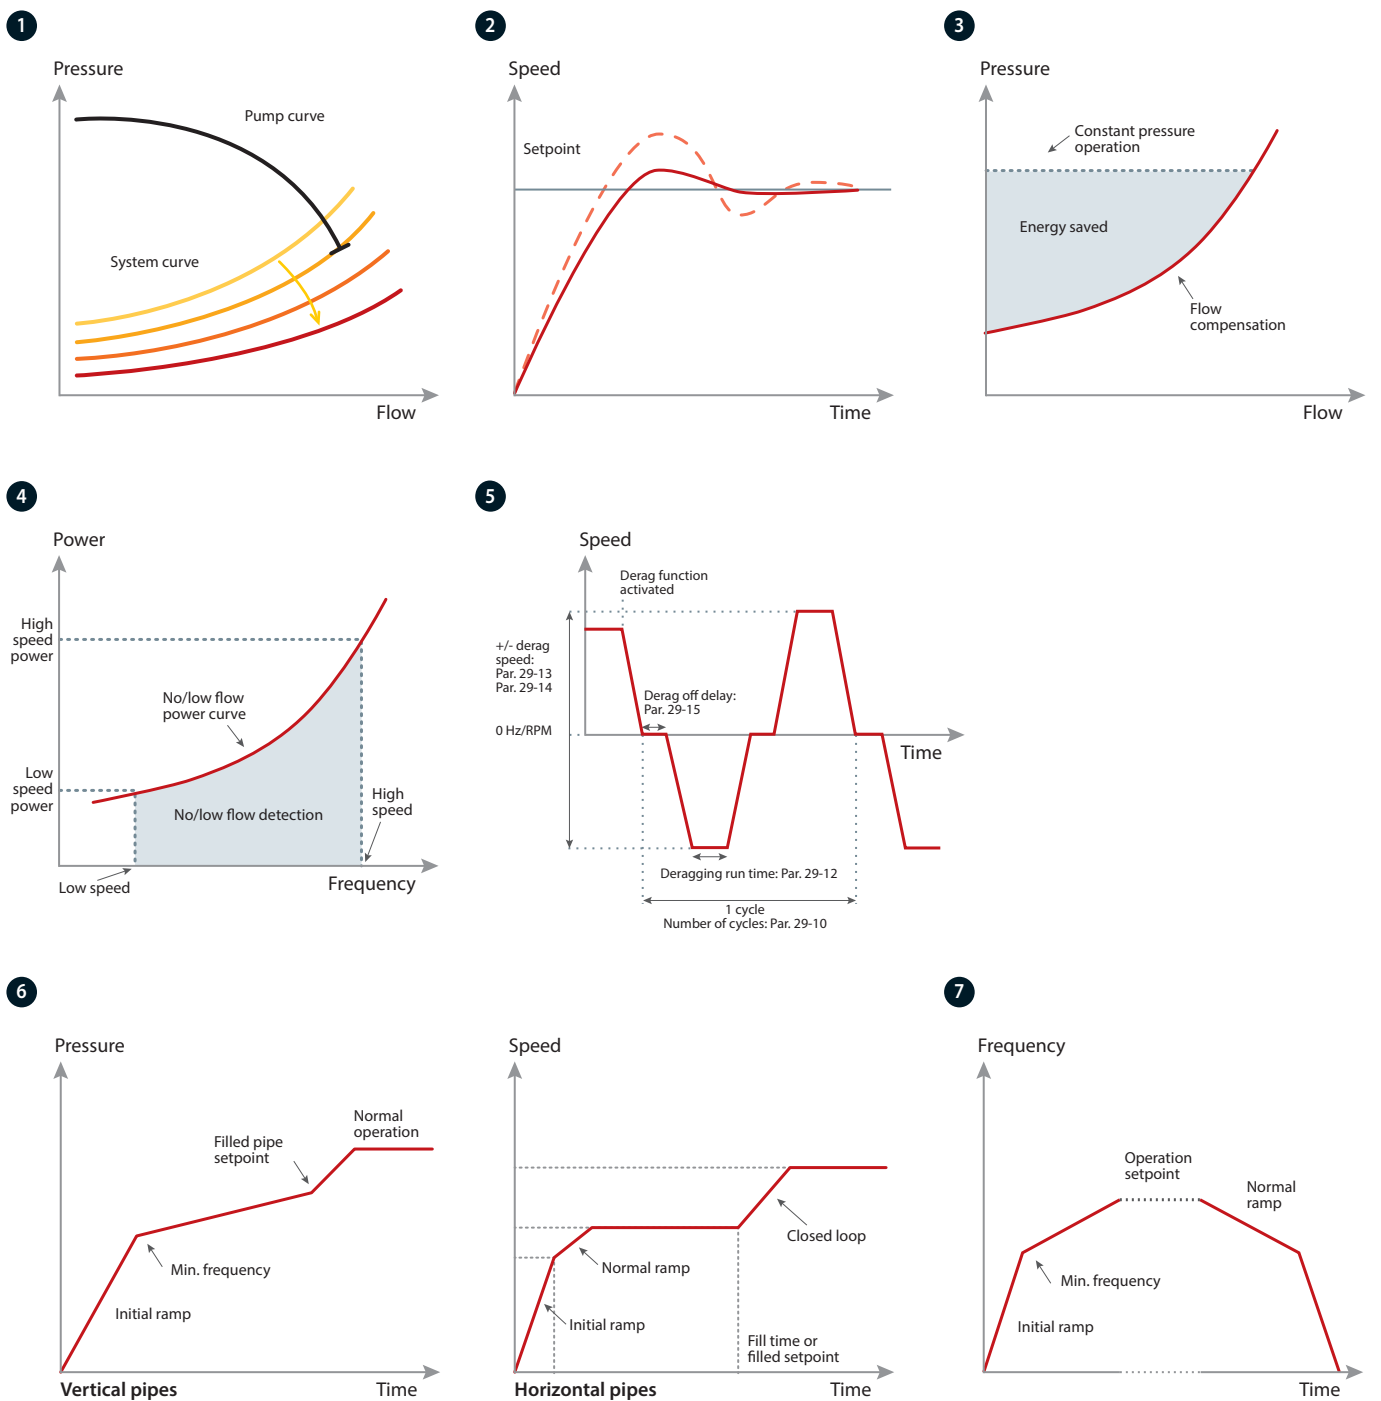 1
Pressure
Pump curve
System curve
Flow
2
Speed
Setpoint
Time
3
Pressure
Constant pressure
operation
Energy saved
Flow
compensation
Flow
4
Power
High
speed
power
No/low flow
power curve
Low
speed
power
No/low flow detection
High
speed
Low speed
Frequency
5
Speed
Derag function
activated
+/- derag
speed:
Par. 29-13
Par. 29-14
Derag off delay:
Par. 29-15
0 Hz/RPM
Time
Deragging run time: Par. 29-12
1 cycle
Number of cycles: Par. 29-10
6
Pressure
Normal
operation
Filled pipe
setpoint
Min. frequency
Initial ramp
Vertical pipes
Time
Speed
Closed loop
Normal ramp
Initial ramp
Fill time or
filled setpoint
Horizontal pipes
Time
7
Frequency
Operation
setpoint
Normal
ramp
Min. frequency
Initial ramp
Time